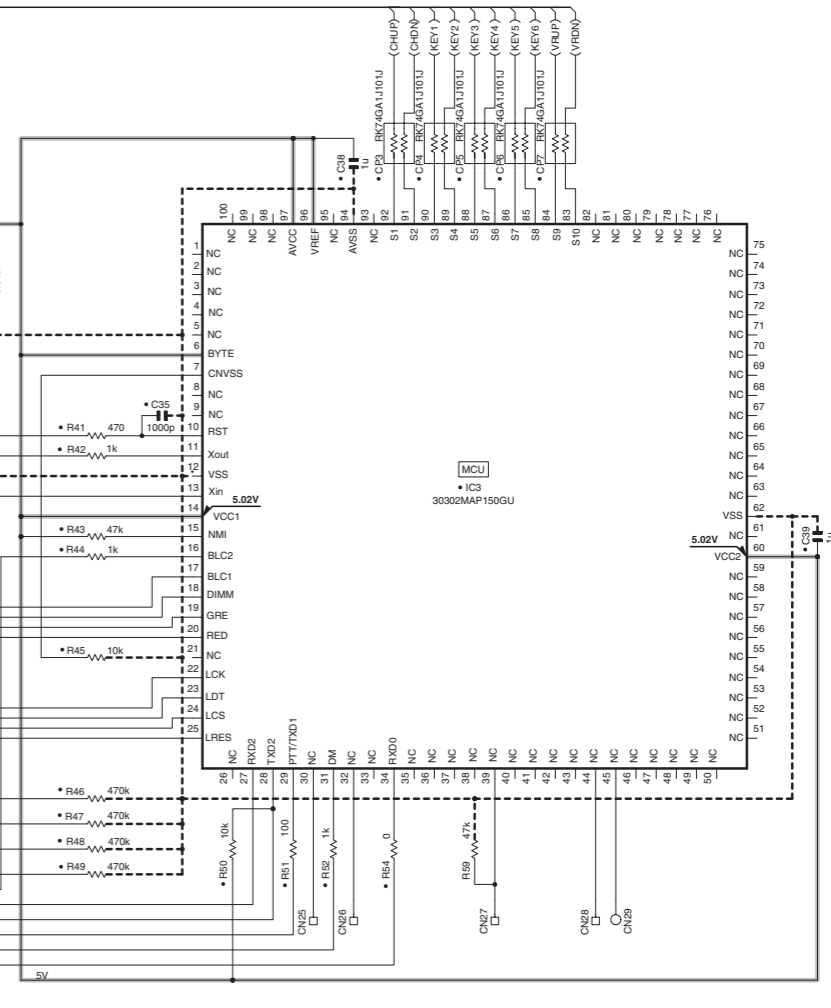 (CHUP)
(CHDN)
(KEY1)
(KEY2)
(KEY3)
(KEY4)
(KEY5)
(KEY6)
(VRUP)
(VRDN)
• CP3 RK74GA1J101J
• CP4 RK74GA1J101J
• CP5 RK74GA1J101J
• CP6 RK74GA1J101J
• CP7 RK74GA1J101J
• C38
1u
100 NC
99 NC
98 NC
97 AVCC
96 VREF
95 NC
94 AVSS
93 NC
92 S1
91 S2
90 S3
89 S4
88 S5
87 S6
86 S7
85 S8
84 S9
83 S10
82 NC
81 NC
80 NC
79 NC
78 NC
77 NC
76 NC
1 NC
2 NC
3 NC
4 NC
5 NC
6 BYTE
7 CNVSS
8 NC
9 NC
10 RST
11 Xout
12 VSS
13 Xin
14 VCC1
15 NMI
16 BLC2
17 BLC1
18 DIMM
19 GRE
20 RED
21 NC
22 LCK
23 LDT
24 LCS
25 LRES
• C35
1000p
• R41 470
• R42 1k
5.02V
• R43 47k
• R44 1k
• R45 10k
MCU
• IC3
30302MAP150GU
75 NC
74 NC
73 NC
72 NC
71 NC
70 NC
69 NC
68 NC
67 NC
66 NC
65 NC
64 NC
63 NC
62 VSS
61 NC
60 VCC2
59 NC
58 NC
57 NC
56 NC
55 NC
54 NC
53 NC
52 NC
51 NC
5.02V
• C39
1u
26 NC
27 RXD2
28 TXD2
29 PTT/TXD1
30 NC
31 DM
32 NC
33 NC
34 RXD0
35 NC
36 NC
37 NC
38 NC
39 NC
40 NC
41 NC
42 NC
43 NC
44 NC
45 NC
46 NC
47 NC
48 NC
49 NC
50 NC
• R46 470k
• R47 470k
• R48 470k
• R49 470k
• R50 10k
• R51 100
• R52 1k
• R54 0
R59 47k
CN25
CN26
CN27
CN28
CN29
5V